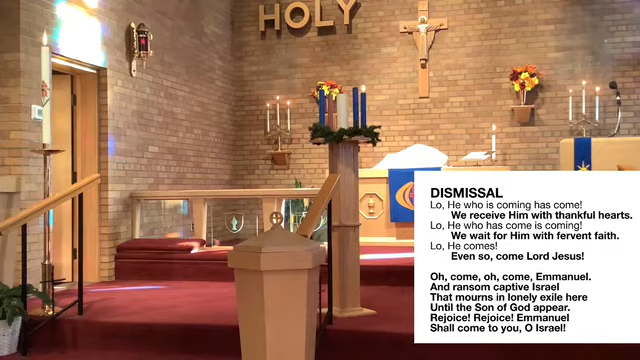 HOLY
DISMISSAL
Lo, He who is coming has come!
We receive Him with thankful hearts.
Lo, He who has come is coming!
We wait for Him with fervent faith.
Lo, He comes!
Even so, come Lord Jesus!
Oh, come, oh, come, Emmanuel.
And ransom captive Israel
That mourns in lonely exile here
Until the Son of God appear.
Rejoice! Rejoice! Emmanuel
Shall come to you, O Israel!